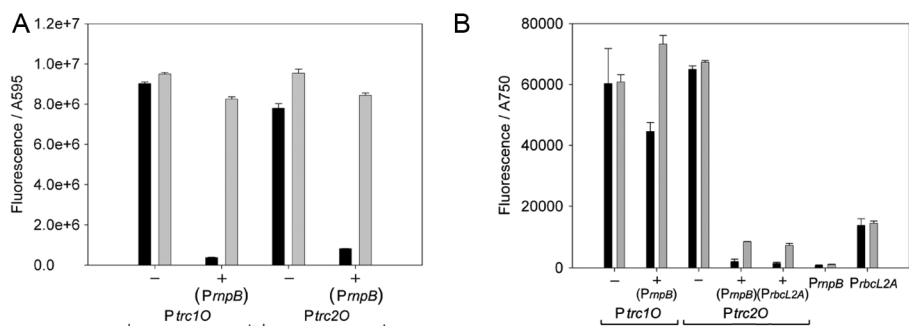 A
Fluorescence / A595
1.2e+7
1.0e+7
8.0e+6
6.0e+6
4.0e+6
2.0e+6
0.0
– + – +
(PrnpB) (PrnpB)
Ptrc1O Ptrc2O
B
Fluorescence / A750
80000
60000
40000
20000
0
– + – + + PrnpB PrbcL2A
(PrnpB) (PrnpB)(PrbcL2A)
Ptrc1O Ptrc2O